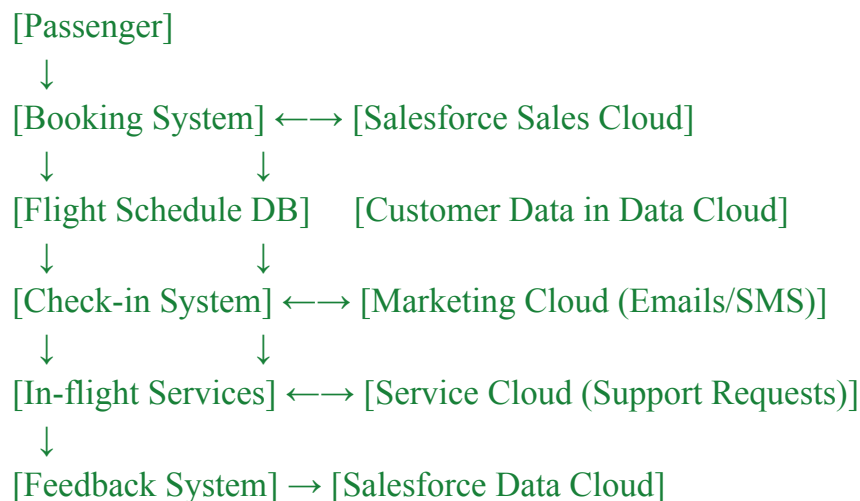 [Passenger]
↓
[Booking System] ←→ [Salesforce Sales Cloud]
↓ ↓
[Flight Schedule DB] [Customer Data in Data Cloud]
↓ ↓
[Check-in System] ←→ [Marketing Cloud (Emails/SMS)]
↓ ↓
[In-flight Services] ←→ [Service Cloud (Support Requests)]
↓
[Feedback System] → [Salesforce Data Cloud]